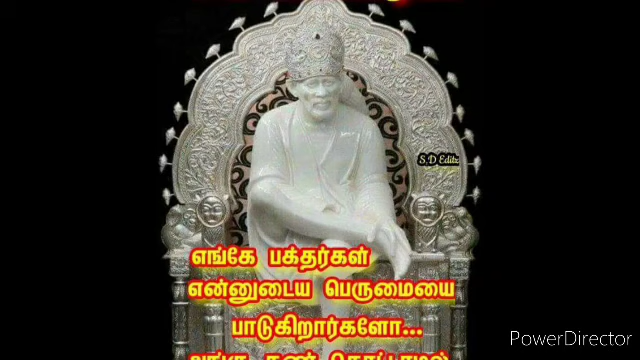 எங்கே பக்தர்கள்
என்னுடைய பெருமையை
பாடுகிறார்களோ...
S.D Editz
PowerDirector